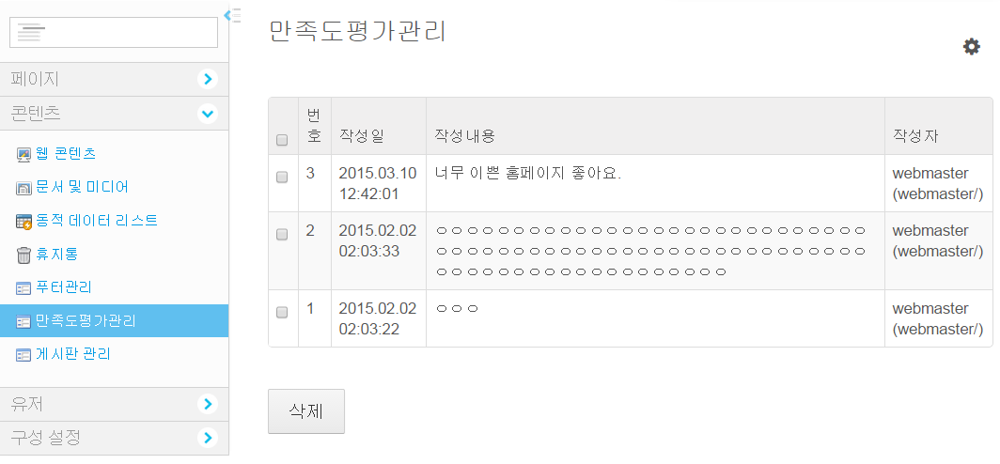 만족도평가관리
페이지
콘텐츠
웹 콘텐츠
문서 및 미디어
동적 데이터 리스트
휴지통
푸터관리
만족도평가관리
게시판 관리
유저
구성 설정
번
호 작성일 작성내용 작성자
3 2015.03.10 너무 이쁜 홈페이지 좋아요. webmaster
12:42:01 (webmaster/)
2 2015.02.02 ㅇㅇㅇㅇㅇㅇㅇㅇㅇㅇㅇㅇㅇㅇㅇㅇㅇㅇㅇㅇㅇㅇㅇㅇㅇㅇㅇㅇ webmaster
02:03:33 ㅇㅇㅇㅇㅇㅇㅇㅇㅇㅇㅇㅇㅇㅇㅇㅇㅇㅇㅇㅇㅇㅇㅇㅇㅇㅇㅇㅇ (webmaster/)
ㅇㅇㅇㅇㅇㅇㅇㅇㅇㅇㅇㅇㅇㅇㅇㅇㅇㅇㅇ
1 2015.02.02 ㅇㅇㅇ webmaster
02:03:22 (webmaster/)
삭제